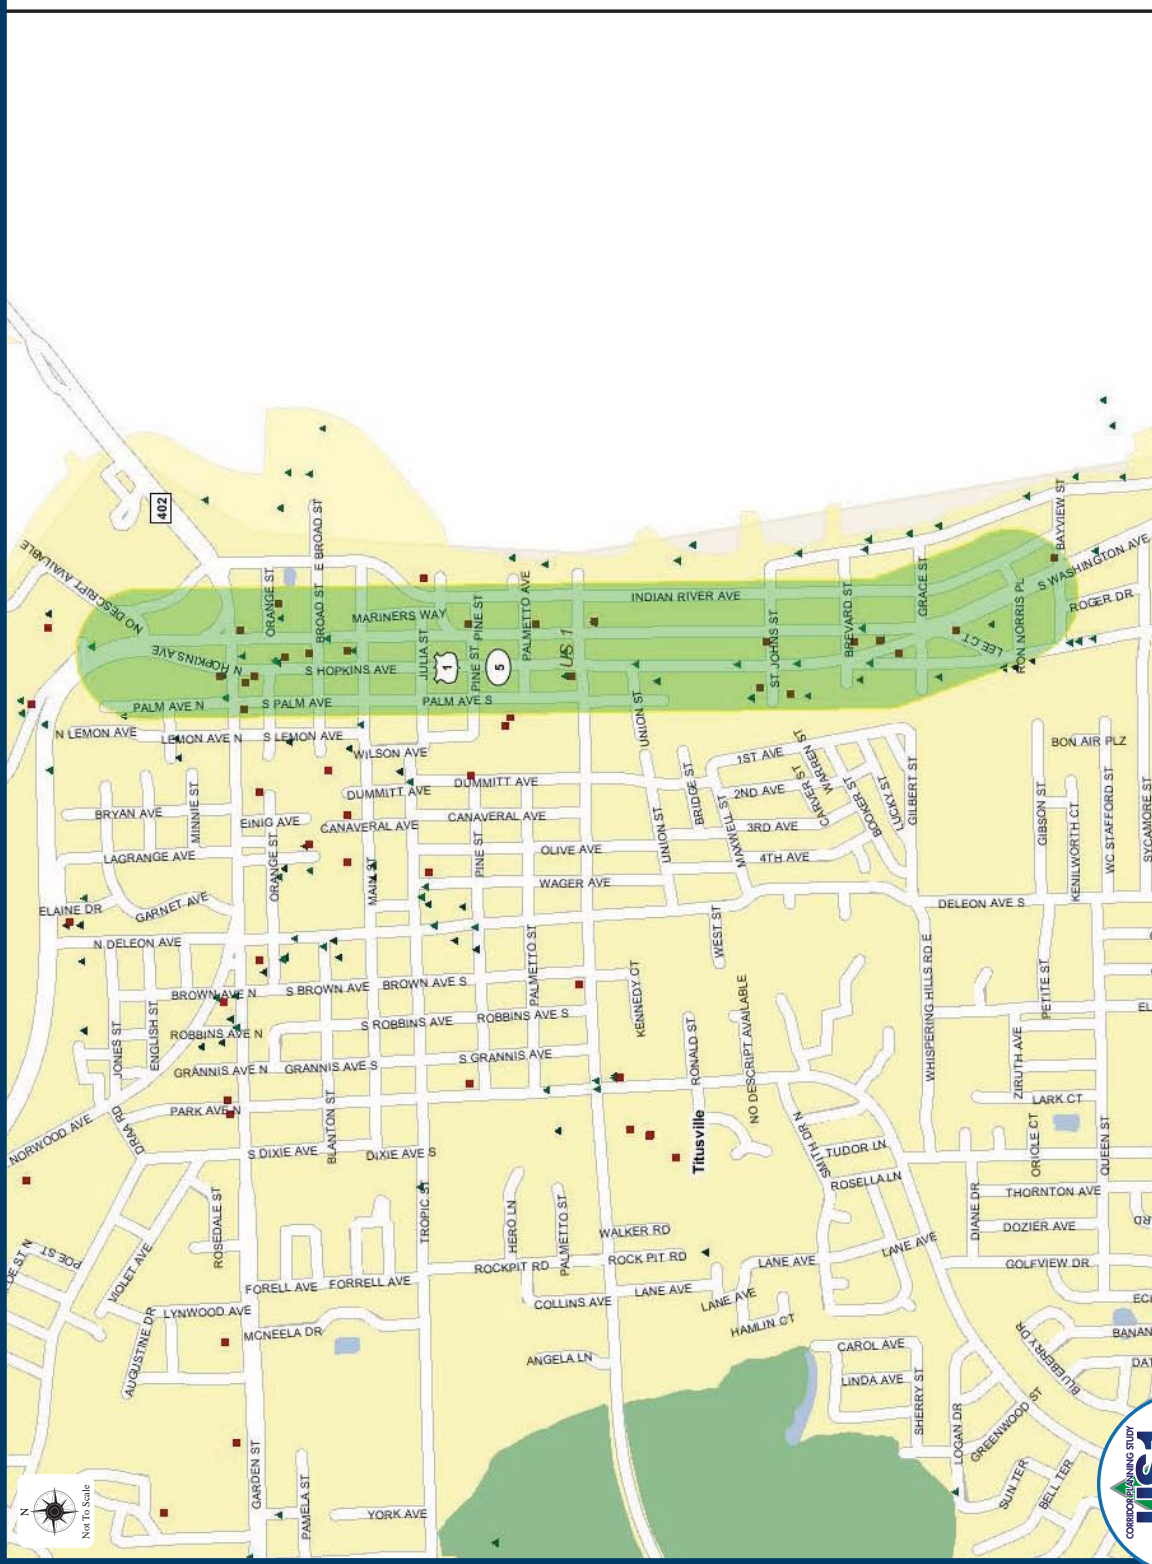 402
NO DESCRIPT AVAILABLE
ORANGE ST
E BROAD ST
BROAD ST
MARINERS WAY
N HOPKINS AVE
S HOPKINS AVE
JULIA ST
PINE ST
PINE ST
PALMETTO AVE
INDIAN RIVER AVE
US 1
1
5
ST JOHNS ST
BREVARD ST
GRACE ST
LEE CT
RON NORRIS PL
BAYVIEW ST
S WASHINGTON AVE
ROGER DR
PALM AVE N
S PALM AVE
PALM AVE S
UNION ST
N LEMON AVE
LEMON AVE N
S LEMON AVE
WILSON AVE
DUMMITT AVE
DUMMITT AVE
BRYAN AVE
MINNIE ST
EINIG AVE
CANAVERAL AVE
CANAVERAL AVE
LAGRANGE AVE
ORANGE ST
MAIN ST
PINE ST
OLIVE AVE
WAGER AVE
UNION ST
BRIDGE ST
MAXWELL ST
1ST AVE
2ND AVE
3RD AVE
4TH AVE
CARVER ST
WARREN ST
BOOKER ST
LUCKY ST
GILBERT ST
GIBSON ST
BON AIR PLZ
KENILWORTH CT
WC STAFFORD ST
SYCAMORE ST
ELAINE DR
GARNET AVE
N DELEON AVE
DELEON AVE S
WEST ST
JONES ST
ENGLISH ST
BROWN AVE N
S BROWN AVE
BROWN AVE S
PALMETTO ST
KENNEDY CT
ROBBINS AVE N
S ROBBINS AVE
ROBBINS AVE S
GRANNIS AVE N
GRANNIS AVE S
S GRANNIS AVE
RONALD ST
NO DESCRIPT AVAILABLE
WHISPERING HILLS RD E
PETITE ST
ZIRUTH AVE
LARK CT
NORWOOD AVE
DRAA RD
PARK AVE N
BLANTON ST
S DIXIE AVE
DIXIE AVE S
Titusville
SMITH DR N
TUDOR LN
ROSELLA LN
ORIOLE CT
QUEEN ST
THORNTON AVE
DOZIER AVE
DIANE DR
GOLFVIEW DR
POE ST
VIOLET AVE
ROSEDALE ST
TROPIC ST
HERO LN
PALMETTO ST
WALKER RD
ROCKPIT RD
ROCK PIT RD
FORELL AVE
FORRELL AVE
COLLINS AVE
LANE AVE
LANE AVE
LANE AVE
LANE AVE
HAMLIN CT
LYNWOOD AVE
AUGUSTINE DR
MCNEELA DR
ANGELA LN
CAROL AVE
LINDA AVE
SHERRY ST
LOGAN DR
GREENWOOD ST
BLUEBERRY DR
SUN TER
BELL TER
GARDEN ST
PAMELA ST
YORK AVE
N
Not To Scale
CORRIDOR PLANNING STUDY
US1